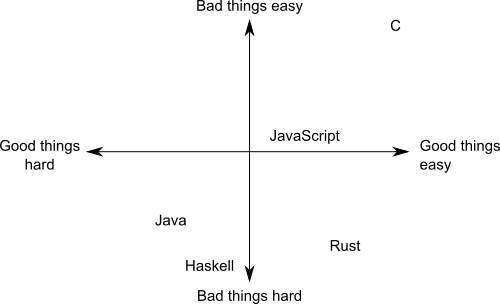 Bad things easy
C
JavaScript
Good things
hard
Good things
easy
Java
Rust
Haskell
Bad things hard